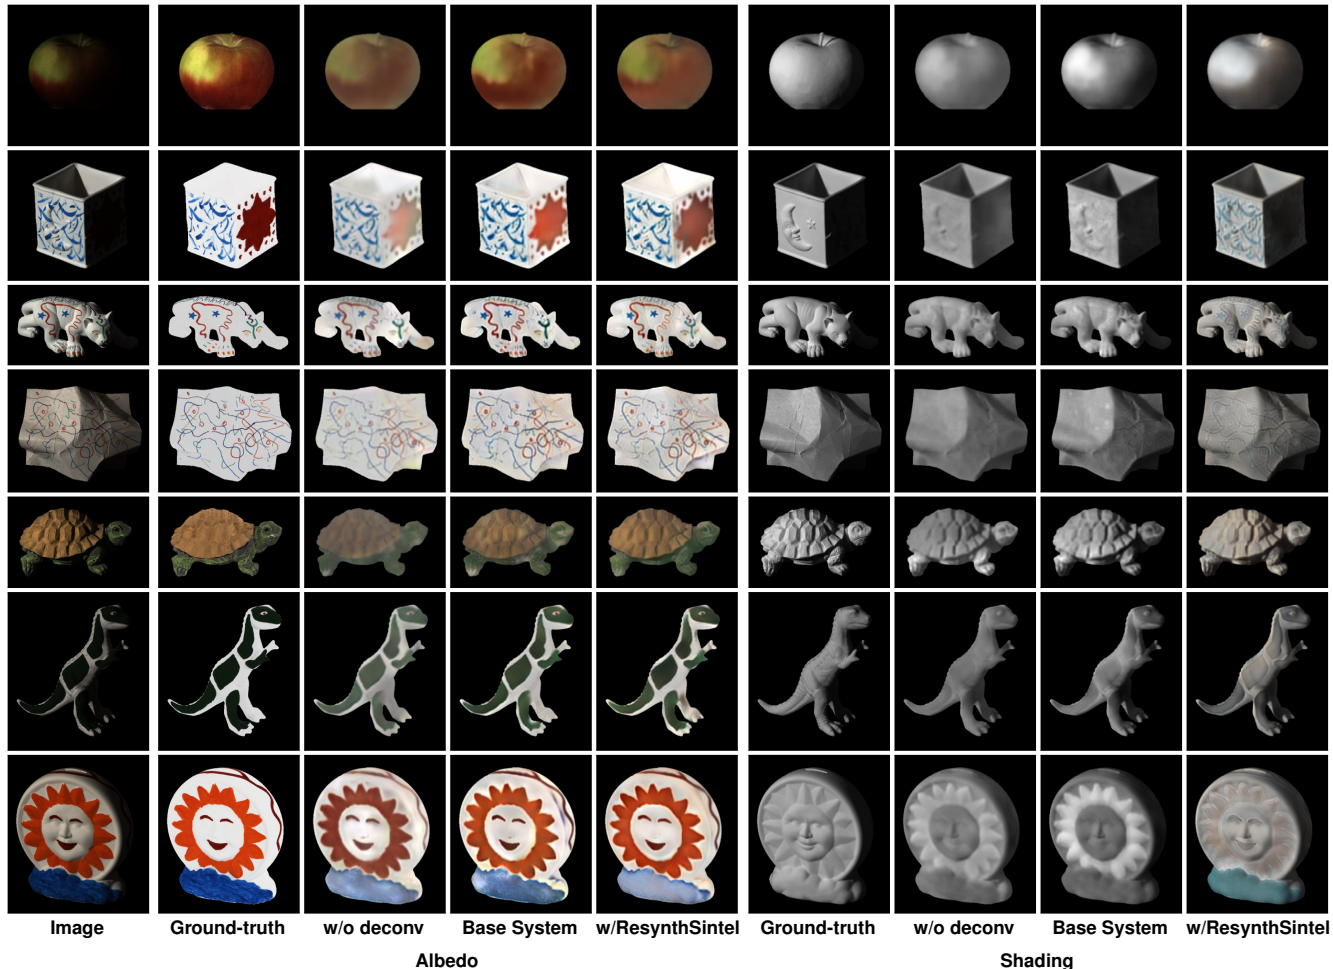 Image Ground-truth w/o deconv Base System w/ResynthSintel Ground-truth w/o deconv Base System w/ResynthSintel
Albedo Shading